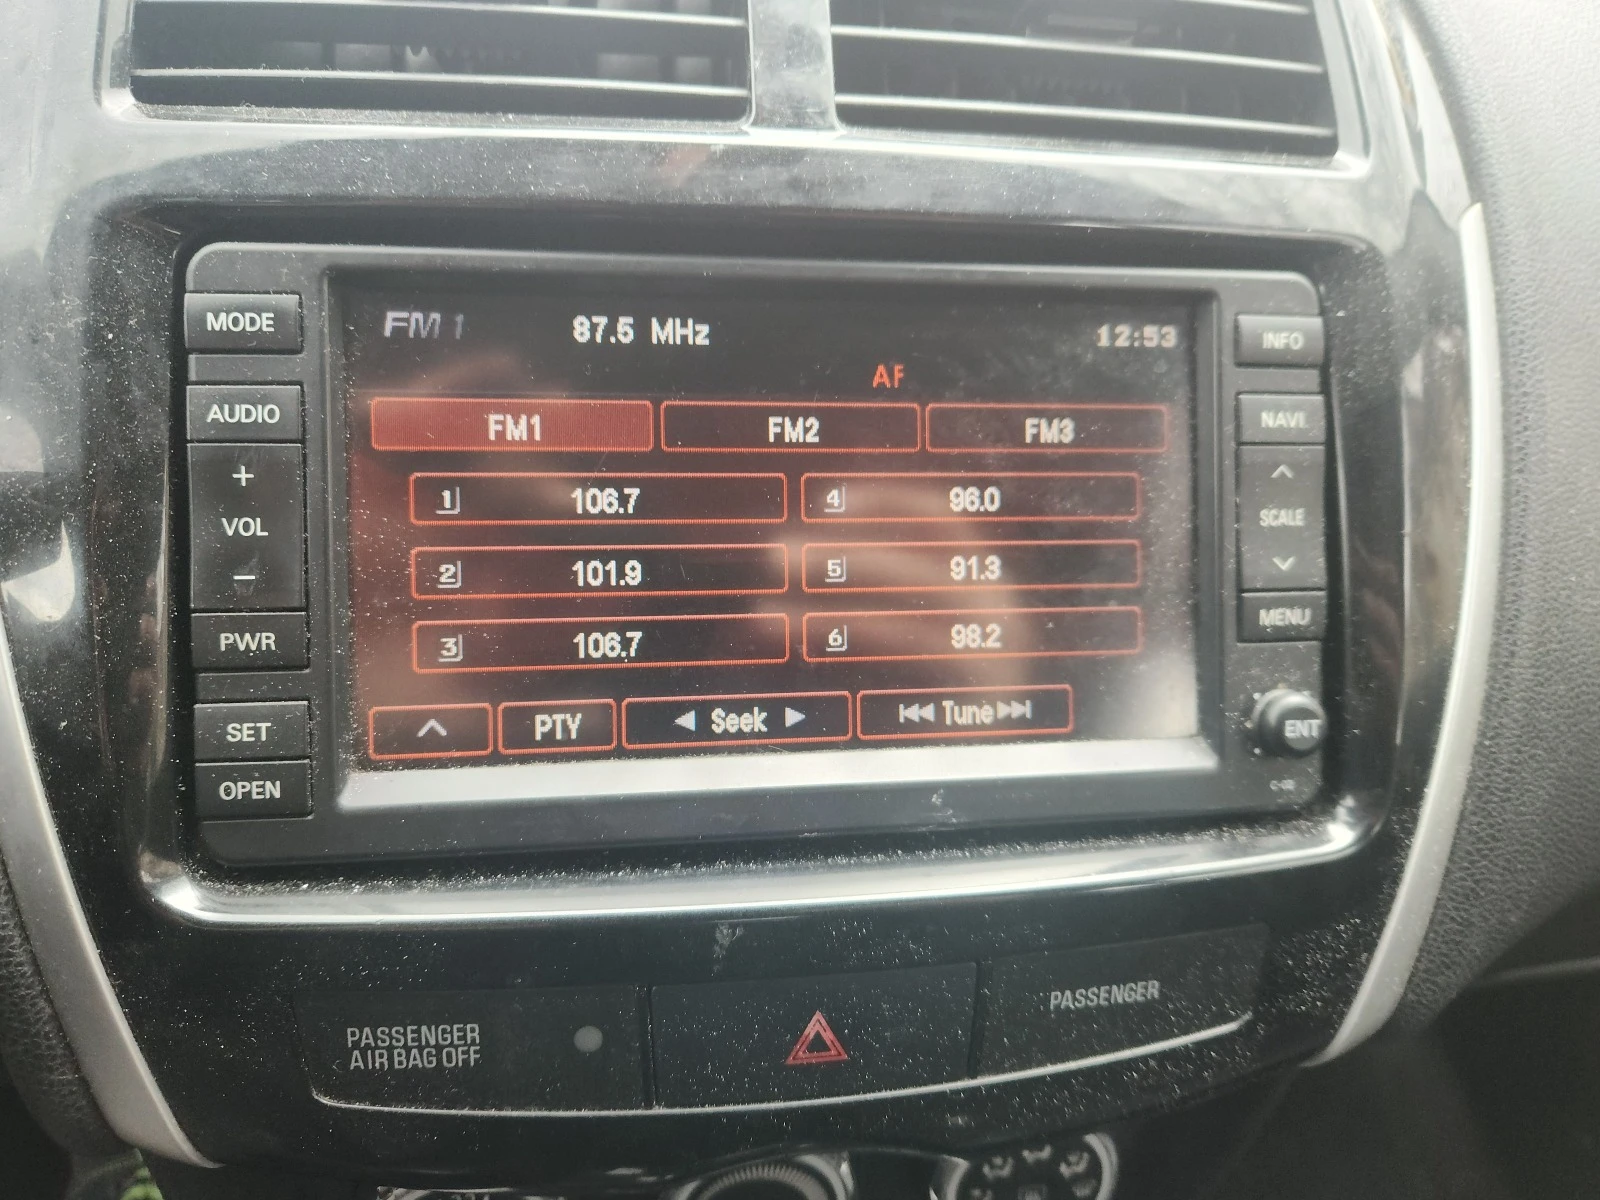 MODE
AUDIO
+
VOL
−
PWR
SET
OPEN
FM 1 87.5 MHz 12:53
AF
FM1 FM2 FM3
1 106.7 4 96.0
2 101.9 5 91.3
3 106.7 6 98.2
PTY ◀ Seek ▶ ⏮ Tune ⏭
INFO
NAVI
SCALE
MENU
ENT
PASSENGER
AIR BAG OFF
PASSENGER